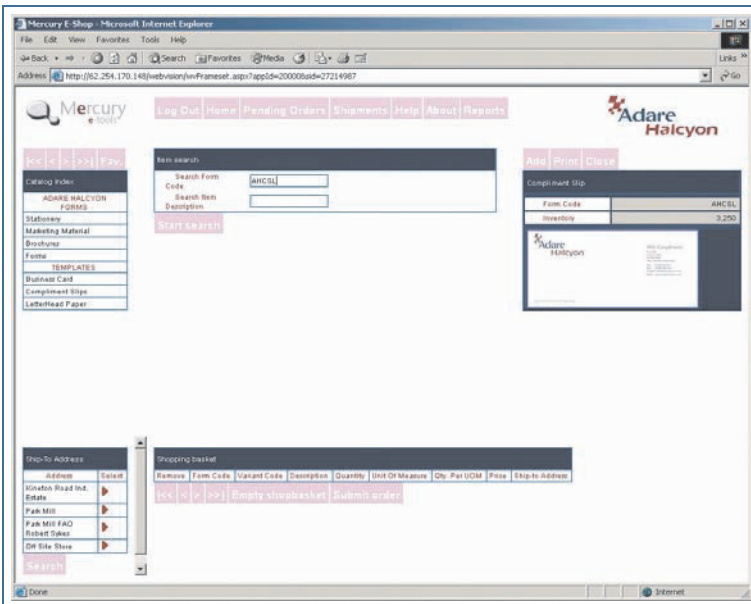 Mercury E-Shop - Microsoft Internet Explorer
File Edit View Favorites Tools Help
Back Search Favorites Media
Links »
Address http://62.254.170.148/webvision/wvFrameset.aspx?appId=20000&sid=27214987
Go
Mercury
e-tools
Log Out Home Pending Orders Shipments Help About Reports
Adare
Halcyon
|<< < > >>| Fav.
Item search
Add Print Close
Catalog Index
Search Form
Code
AHCSL
Compliment Slip
ADARE HALCYON
FORMS
Search Item
Description
Form Code AHCSL
Stationery
Start search
Inventory 3,250
Marketing Material
Brochures
Adare
Halcyon
With Compliments
Forms
TEMPLATES
Business Card
Compliment Slips
LetterHead Paper
Ship-To Address
Shopping basket
Address Select
Remove Form Code Variant Code Description Quantity Unit Of Measure Qty. Per UOM Price Ship-to Address
Kineton Road Ind.
Estate
|<< < > >>| Empty shopbasket Submit order
Park Mill
Park Mill FAO
Robert Sykes
Off Site Store
Search
Done
Internet